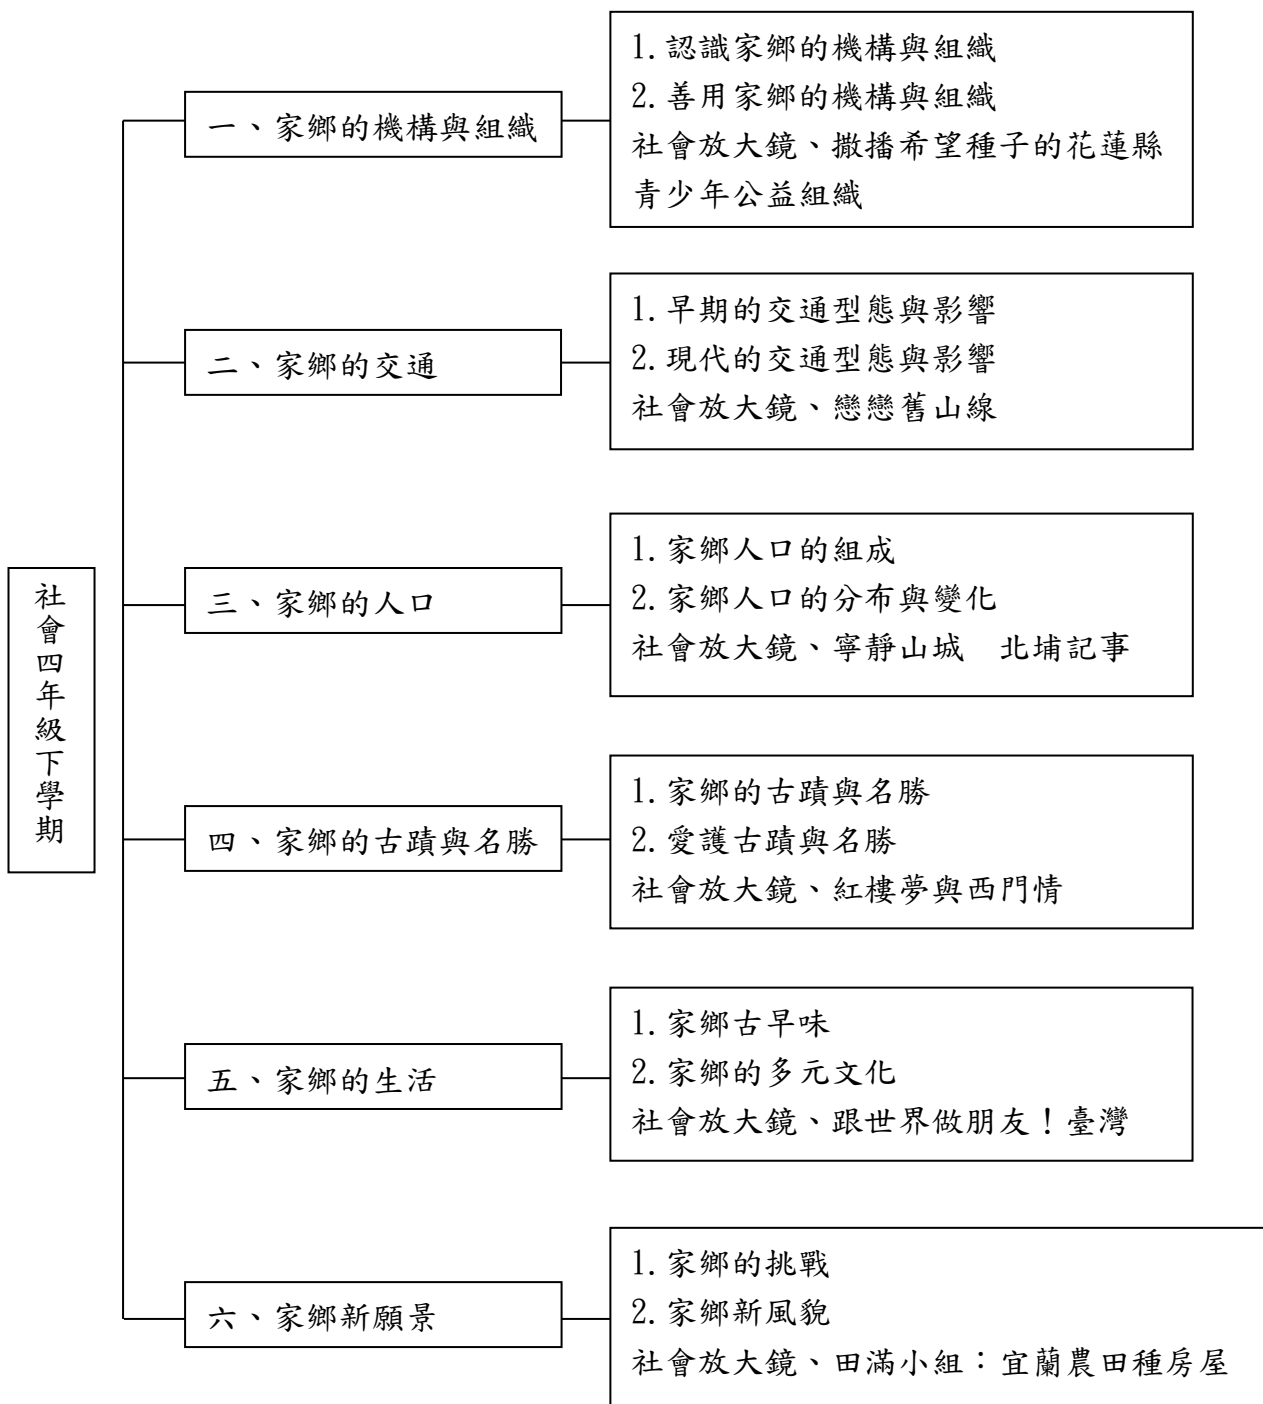 社會四年級下學期
一、家鄉的機構與組織
1.認識家鄉的機構與組織
2.善用家鄉的機構與組織
社會放大鏡、撒播希望種子的花蓮縣
青少年公益組織
二、家鄉的交通
1.早期的交通型態與影響
2.現代的交通型態與影響
社會放大鏡、戀戀舊山線
三、家鄉的人口
1.家鄉人口的組成
2.家鄉人口的分布與變化
社會放大鏡、寧靜山城　北埔記事
四、家鄉的古蹟與名勝
1.家鄉的古蹟與名勝
2.愛護古蹟與名勝
社會放大鏡、紅樓夢與西門情
五、家鄉的生活
1.家鄉古早味
2.家鄉的多元文化
社會放大鏡、跟世界做朋友！臺灣
六、家鄉新願景
1.家鄉的挑戰
2.家鄉新風貌
社會放大鏡、田滿小組：宜蘭農田種房屋